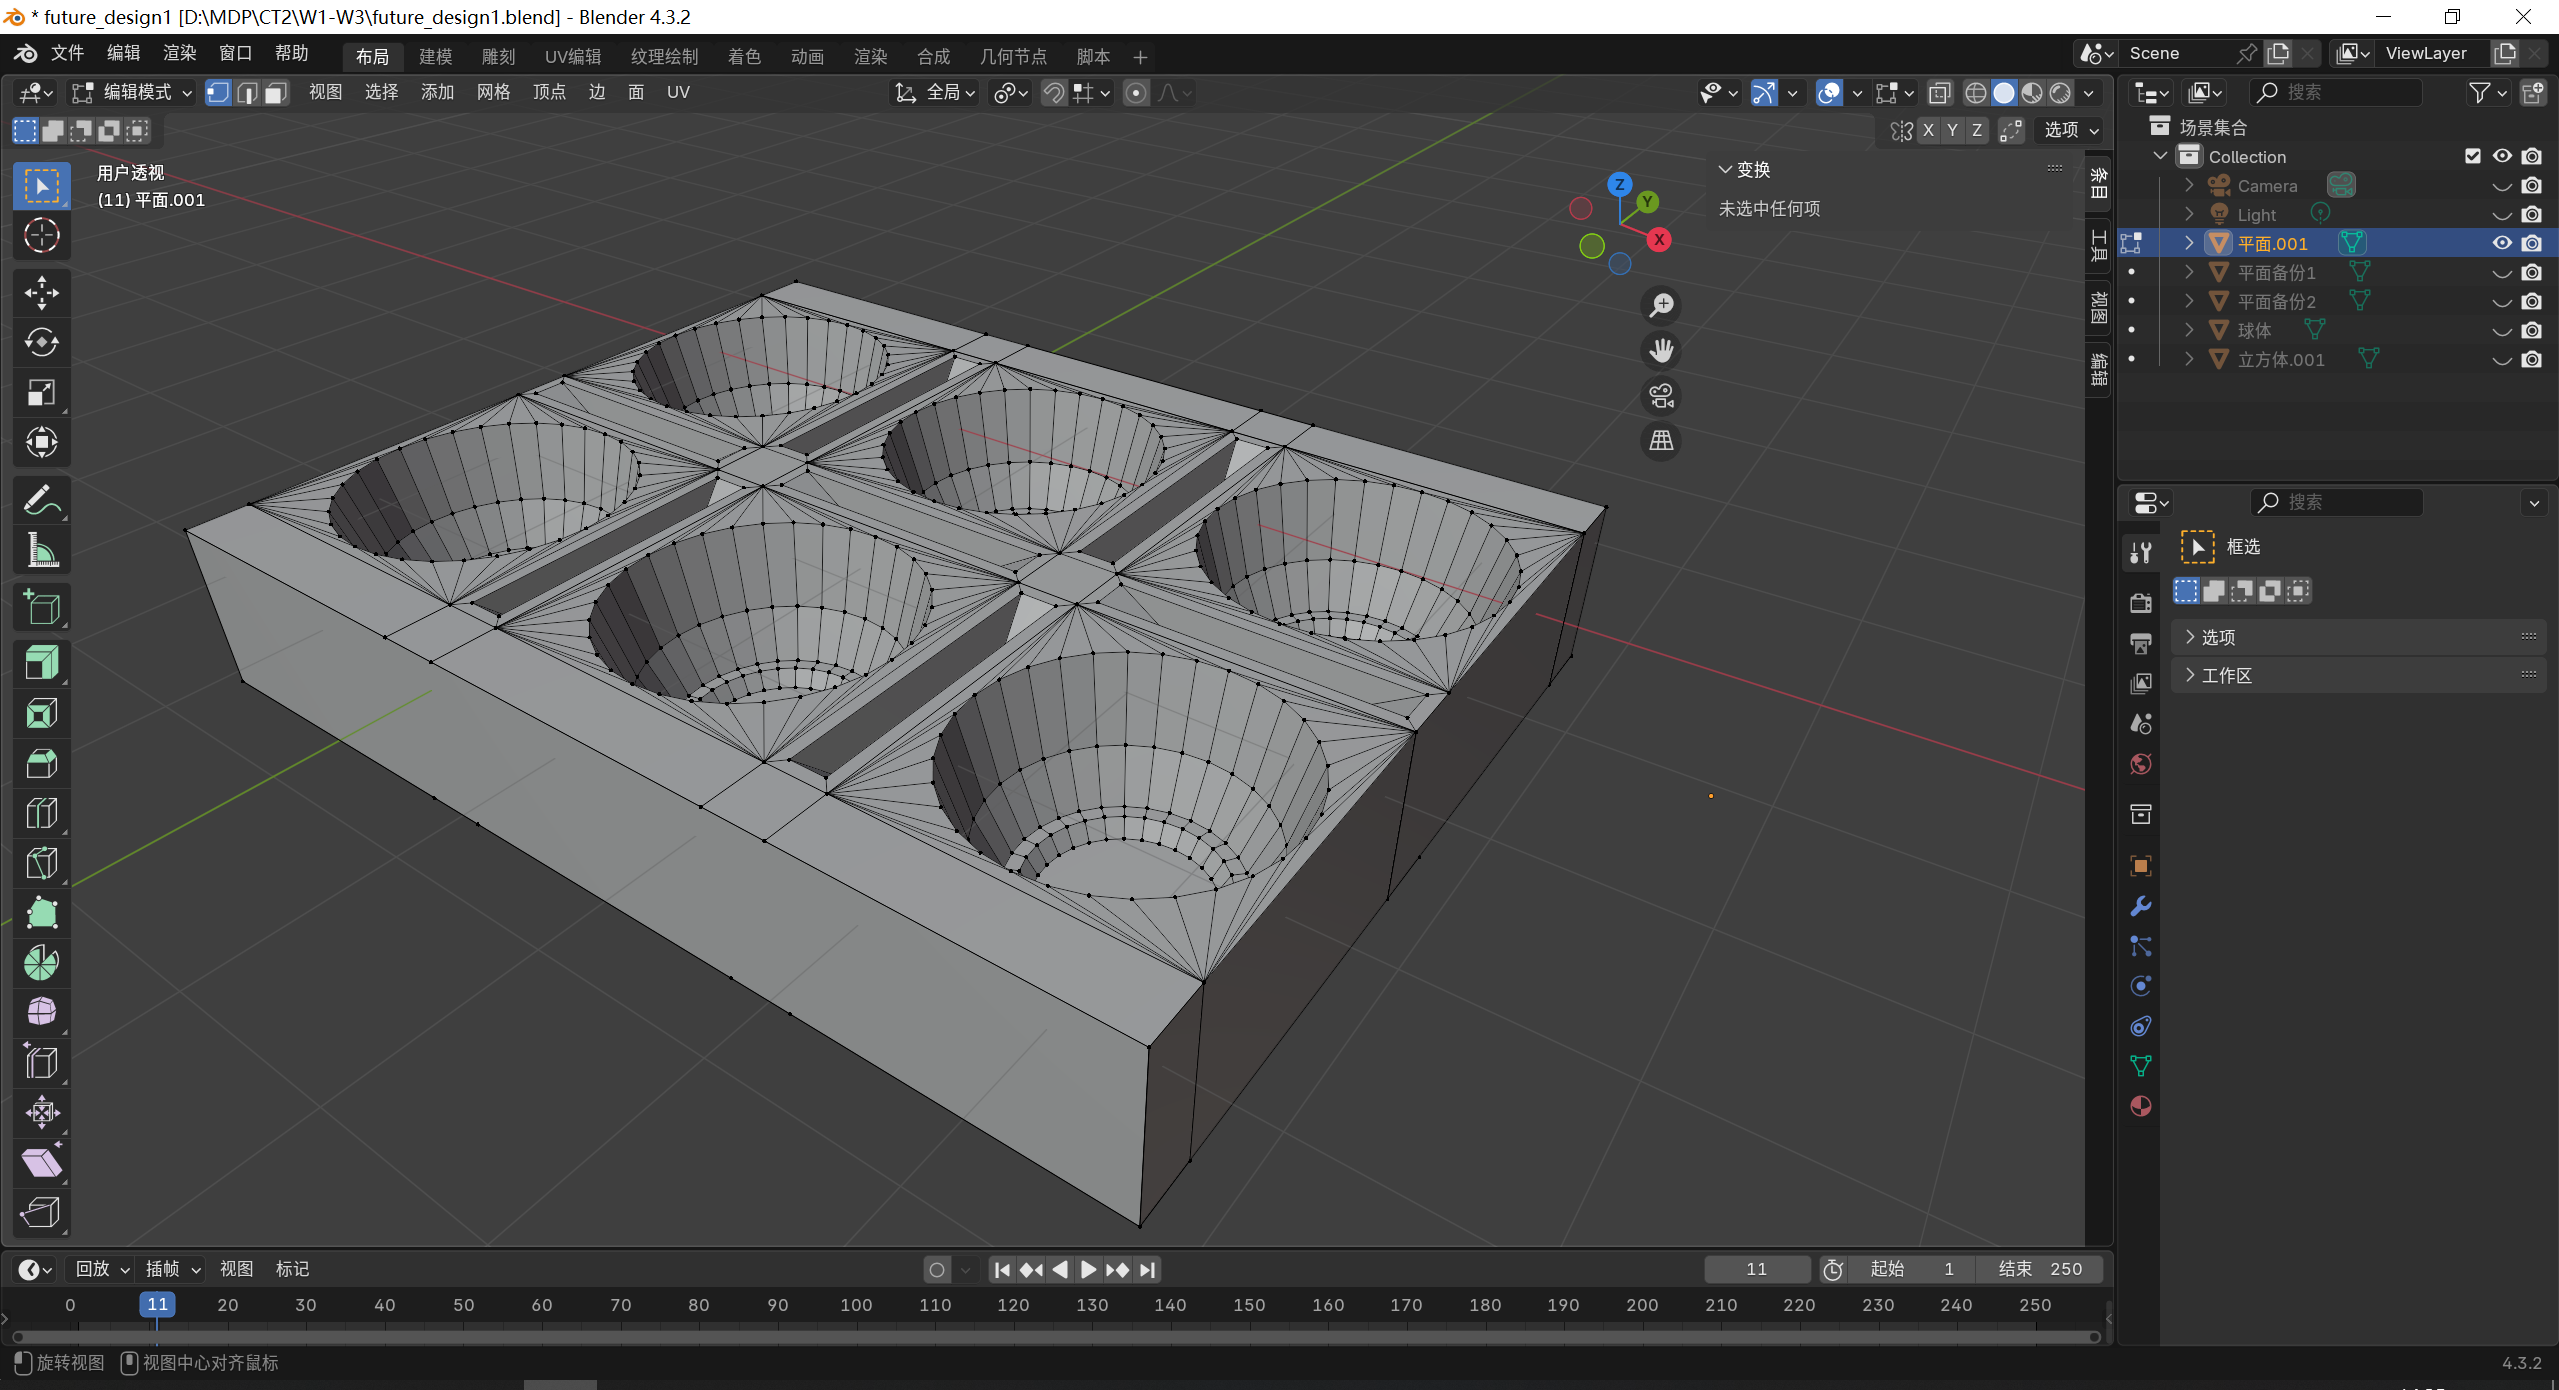 * future_design1 [D:\MDP\CT2\W1-W3\future_design1.blend] - Blender 4.3.2
文件 编辑 渲染 窗口 帮助 布局 建模 雕刻 UV编辑 纹理绘制 着色 动画 渲染 合成 几何节点 脚本 + Scene ViewLayer
编辑模式 视图 选择 添加 网格 顶点 边 面 UV 全局 搜索
X Y Z 选项
场景集合
用户透视
(11) 平面.001
变换
未选中任何项
Z
Y
X
条目
工具
视图
编辑
Collection
Camera
Light
平面.001
平面备份1
平面备份2
球体
立方体.001
搜索
框选
选项
工作区
回放 插帧 视图 标记 11 起始 1 结束 250
0 11 20 30 40 50 60 70 80 90 100 110 120 130 140 150 160 170 180 190 200 210 220 230 240 250
旋转视图 视图中心对齐鼠标 4.3.2